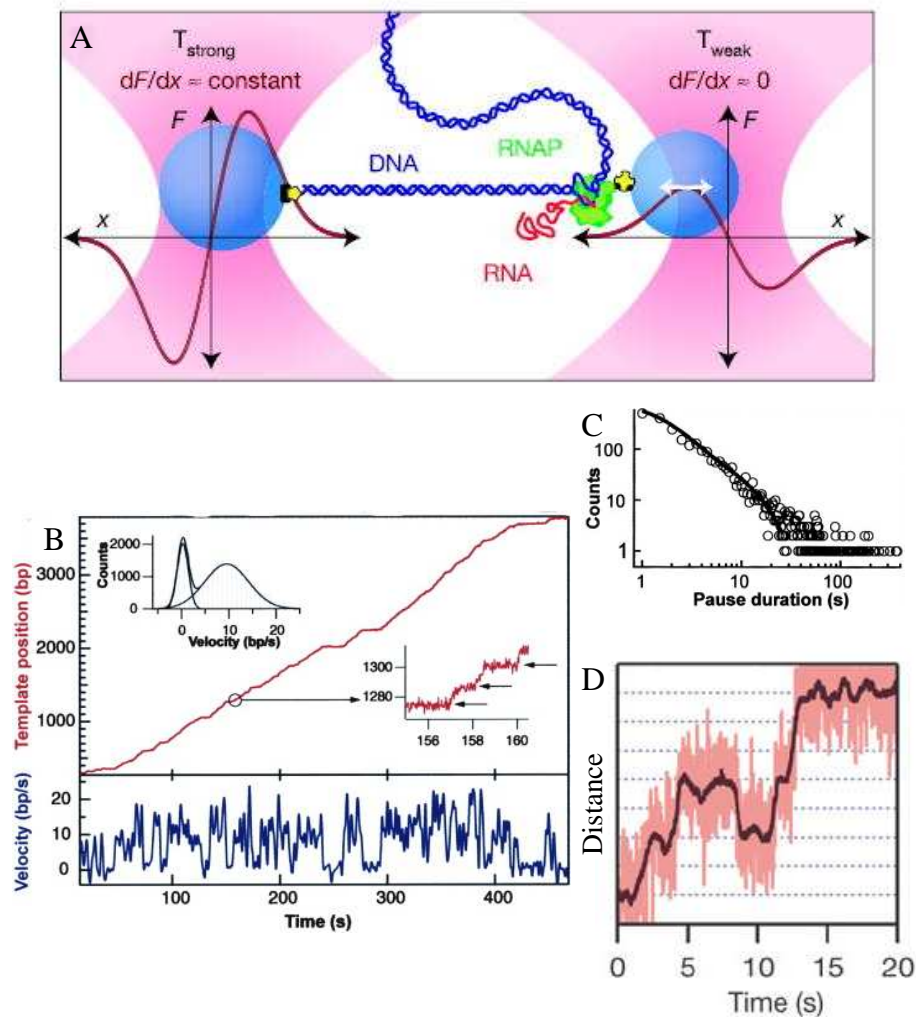 A
T strong
dF/dx ≈ constant
F
x
DNA
RNAP
RNA
T weak
dF/dx ≈ 0
F
x
B
Template position (bp)
3000
2000
1000
Counts
2000
1000
0
0 10 20
Velocity (bp/s)
1300
1280
156 158 160
Velocity (bp/s)
20
10
0
100 200 300 400
Time (s)
C
Counts
100
10
1
1 10 100
Pause duration (s)
D
Distance
0 5 10 15 20
Time (s)